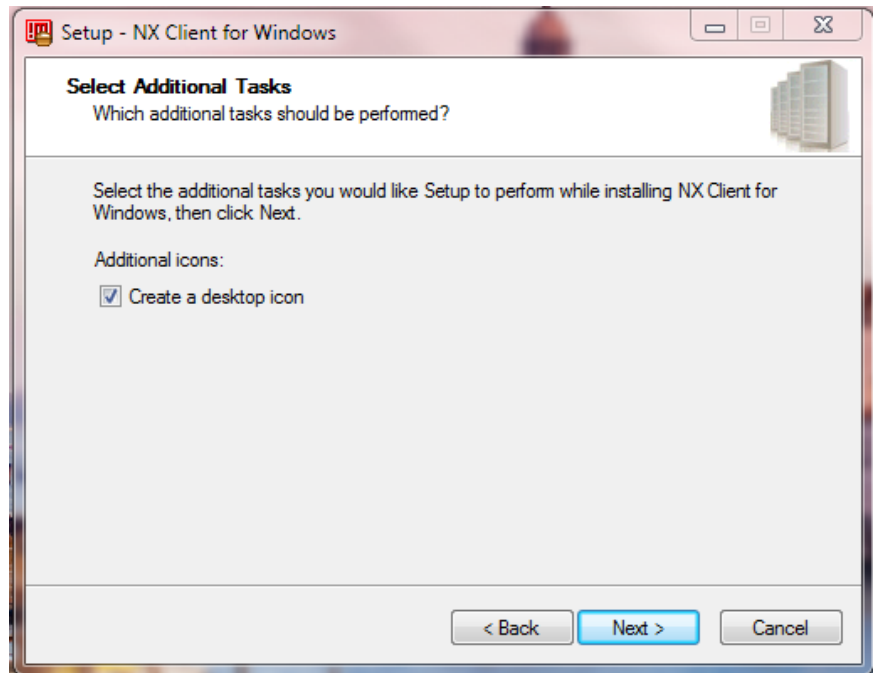 Setup - NX Client for Windows
Select Additional Tasks
Which additional tasks should be performed?
Select the additional tasks you would like Setup to perform while installing NX Client for
Windows, then click Next.
Additional icons:
Create a desktop icon
< Back Next > Cancel